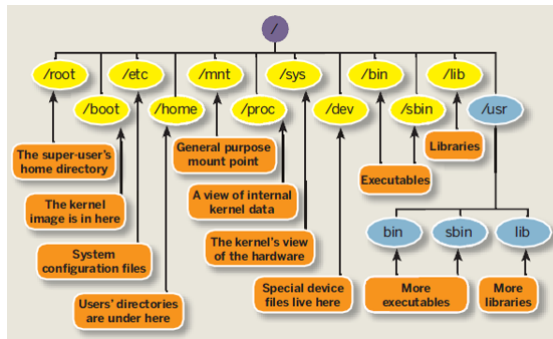 /
/root
/etc
/mnt
/sys
/bin
/lib
/boot
/home
/proc
/dev
/sbin
/usr
The super-user's
home directory
General purpose
mount point
Libraries
Executables
The kernel
image is in here
A view of internal
kernel data
System
configuration files
The kernel's view
of the hardware
bin
sbin
lib
Users' directories
are under here
Special device
files live here
More
executables
More
libraries